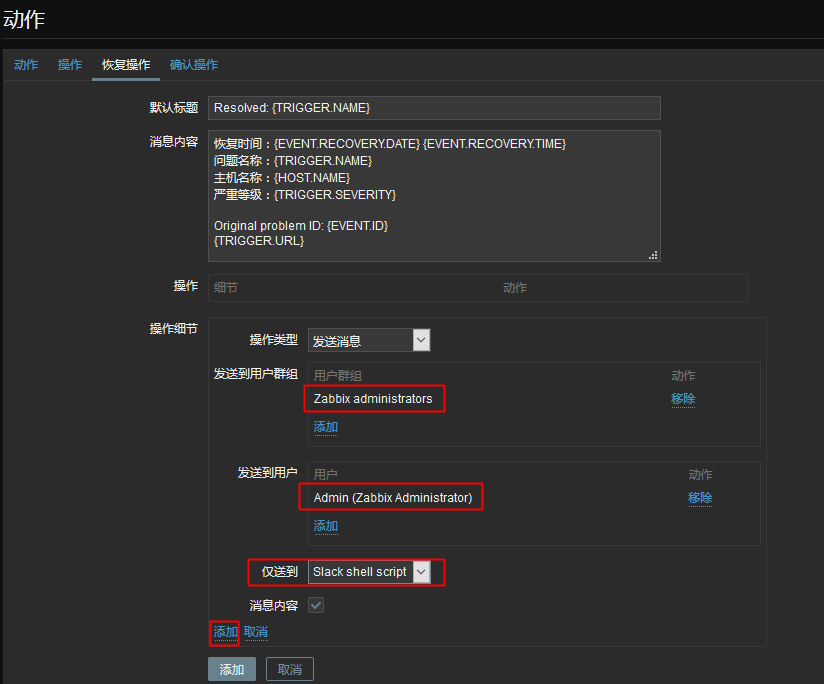 动作
动作 操作 恢复操作 确认操作
默认标题 Resolved: {TRIGGER.NAME}
消息内容 恢复时间：{EVENT.RECOVERY.DATE} {EVENT.RECOVERY.TIME}
问题名称：{TRIGGER.NAME}
主机名称：{HOST.NAME}
严重等级：{TRIGGER.SEVERITY}
Original problem ID: {EVENT.ID}
{TRIGGER.URL}
操作 细节 动作
操作细节
操作类型 发送消息
发送到用户群组 用户群组 动作
Zabbix administrators 移除
添加
发送到用户 用户 动作
Admin (Zabbix Administrator) 移除
添加
仅送到 Slack shell script
消息内容
添加 取消
添加 取消